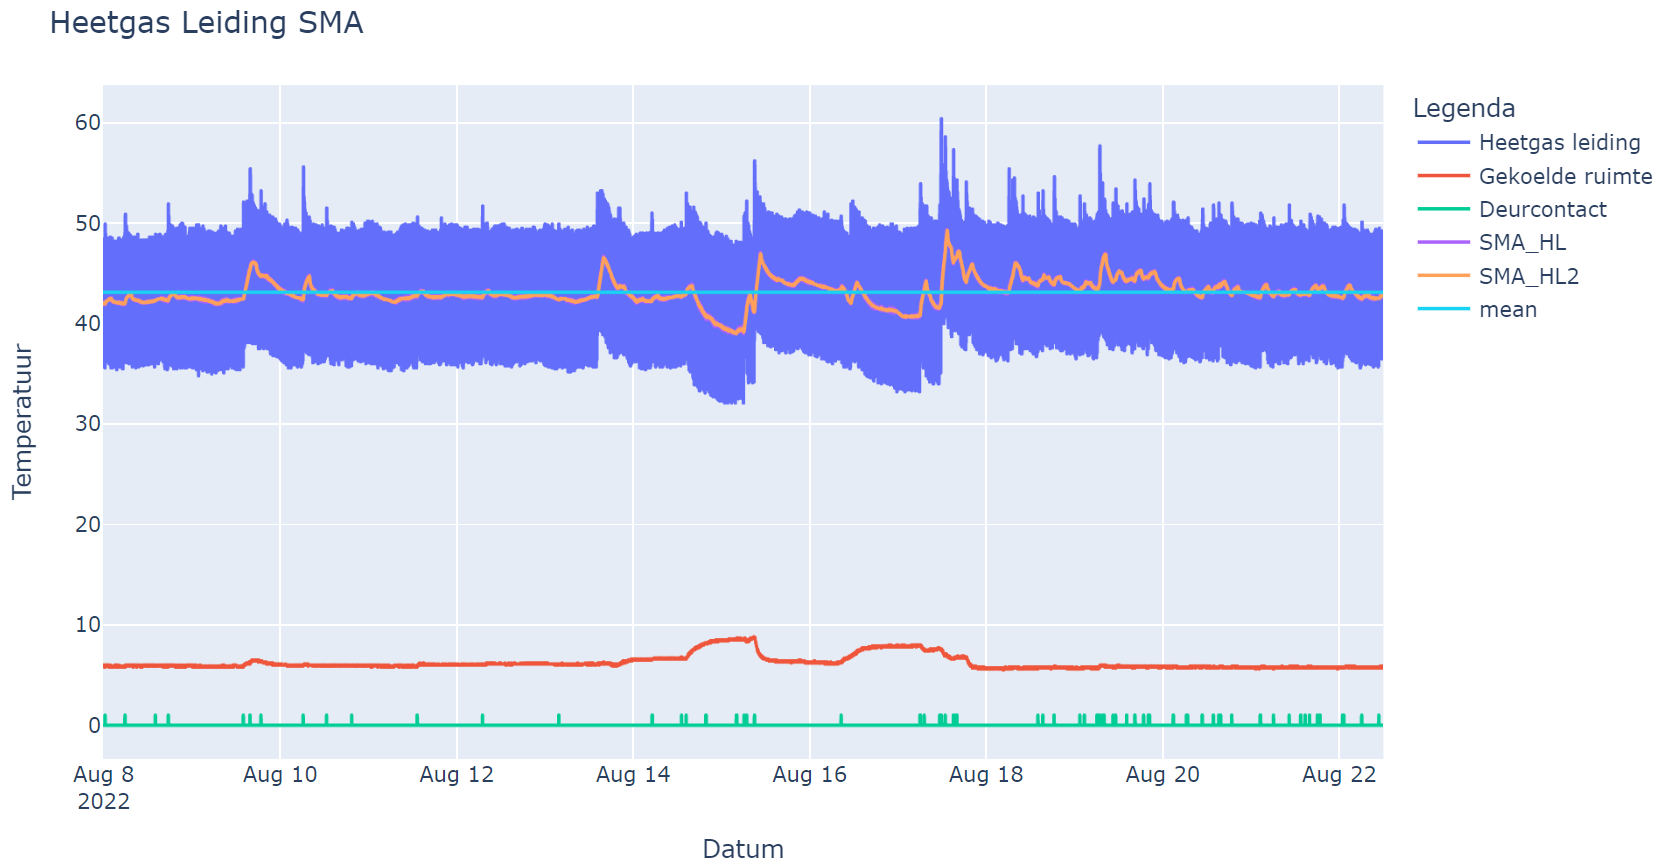 Heetgas Leiding SMA
Temperatuur
60
50
40
30
20
10
0
Aug 8
2022
Aug 10
Aug 12
Aug 14
Aug 16
Aug 18
Aug 20
Aug 22
Datum
Legenda
Heetgas leiding
Gekoelde ruimte
Deurcontact
SMA_HL
SMA_HL2
mean